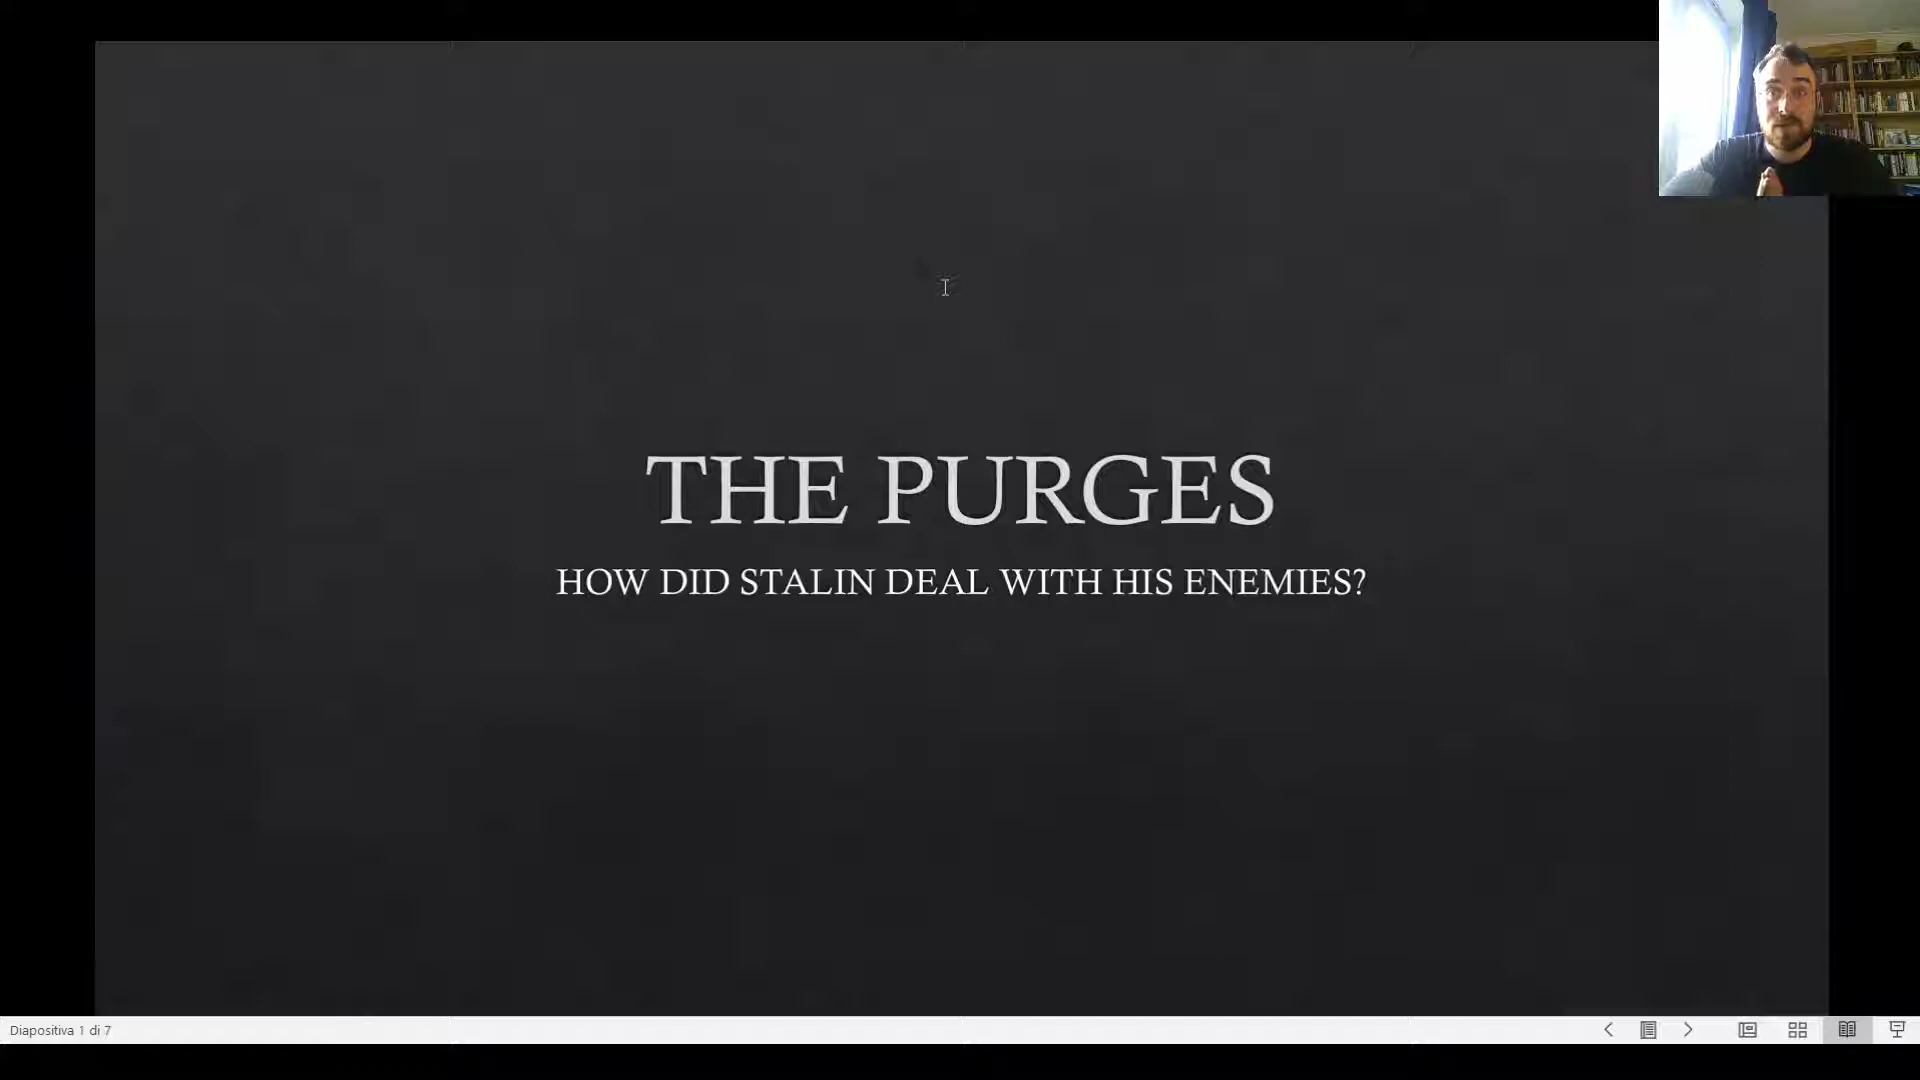 THE PURGES
HOW DID STALIN DEAL WITH HIS ENEMIES?
Diapositiva 1 di 7